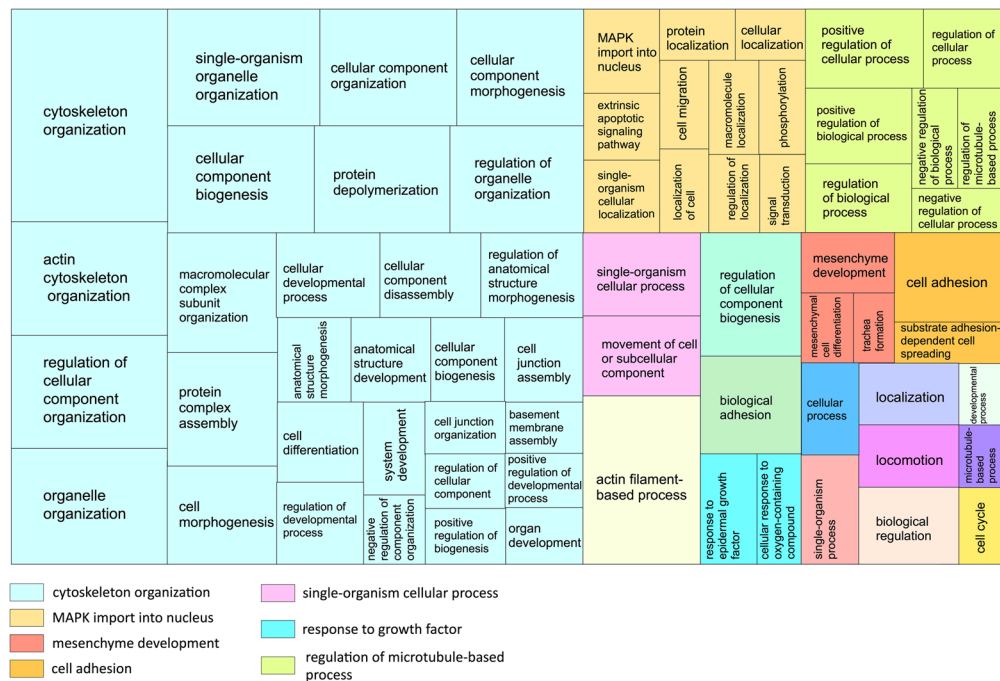 cytoskeleton
organization
single-organism
organelle
organization
cellular component
organization
cellular
component
morphogenesis
cellular
component
biogenesis
protein
depolymerization
regulation of
organelle
organization
actin
cytoskeleton
organization
regulation of
cellular
component
organization
organelle
organization
macromolecular
complex
subunit
organization
cellular
developmental
process
cellular
component
disassembly
regulation of
anatomical
structure
morphogenesis
protein
complex
assembly
anatomical
structure
morphogenesis
anatomical
structure
development
cellular
component
biogenesis
cell
junction
assembly
cell
morphogenesis
cell
differentiation
system
development
cell junction
organization
basement
membrane
assembly
regulation of
cellular
component
positive
regulation of
developmental
process
regulation of
developmental
process
negative
regulation of
component
organization
positive
regulation of
biogenesis
organ
development
MAPK
import into
nucleus
protein
localization
cellular
localization
extrinsic
apoptotic
signaling
pathway
cell migration
macromolecule
localization
phosphorylation
single-
organism
cellular
localization
localization
of cell
regulation of
localization
signal
transduction
positive
regulation of
cellular process
regulation of
cellular
process
positive
regulation of
biological process
negative regulation
of biological
process
regulation of
microtubule-
based process
regulation of
biological
process
negative
regulation of
cellular process
single-organism
cellular process
movement of cell
or subcellular
component
actin filament-
based process
regulation
of cellular
component
biogenesis
biological
adhesion
response to
epidermal growth
factor
cellular response to
oxygen-containing
compound
mesenchyme
development
mesenchymal
cell
differentiation
trachea
formation
cell adhesion
substrate adhesion-
dependent cell
spreading
cellular
process
localization
developmental
process
locomotion
microtubule-
based process
single-organism
process
biological
regulation
cell cycle
cytoskeleton organization
MAPK import into nucleus
mesenchyme development
cell adhesion
single-organism cellular process
response to growth factor
regulation of microtubule-based
process